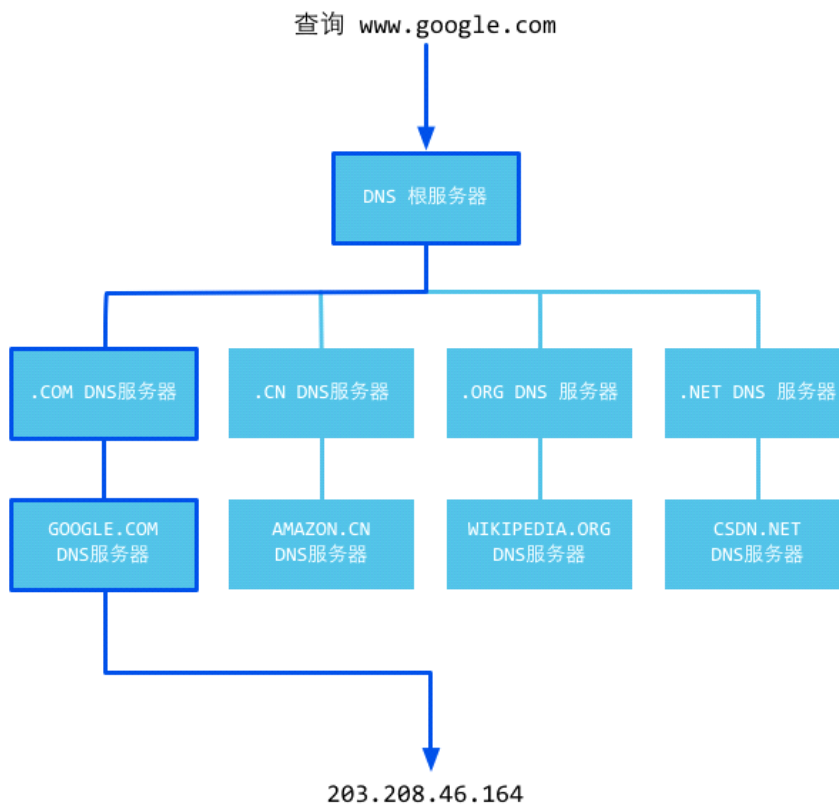 查询 www.google.com
DNS 根服务器
.COM DNS服务器
.CN DNS服务器
.ORG DNS 服务器
.NET DNS 服务器
GOOGLE.COM
DNS服务器
AMAZON.CN
DNS服务器
WIKIPEDIA.ORG
DNS服务器
CSDN.NET
DNS服务器
203.208.46.164